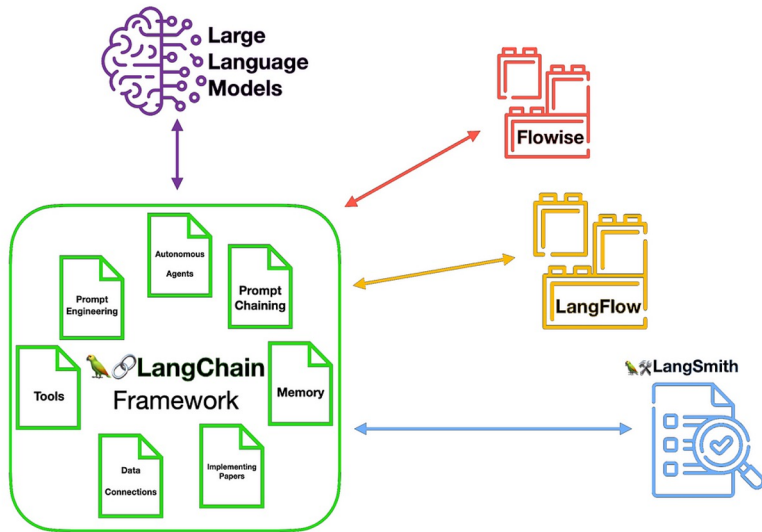 Large
Language
Models
Flowise
Autonomous
Agents
Prompt
Engineering
Prompt
Chaining
LangFlow
LangChain
Framework
Tools
Memory
LangSmith
Data
Connections
Implementing
Papers